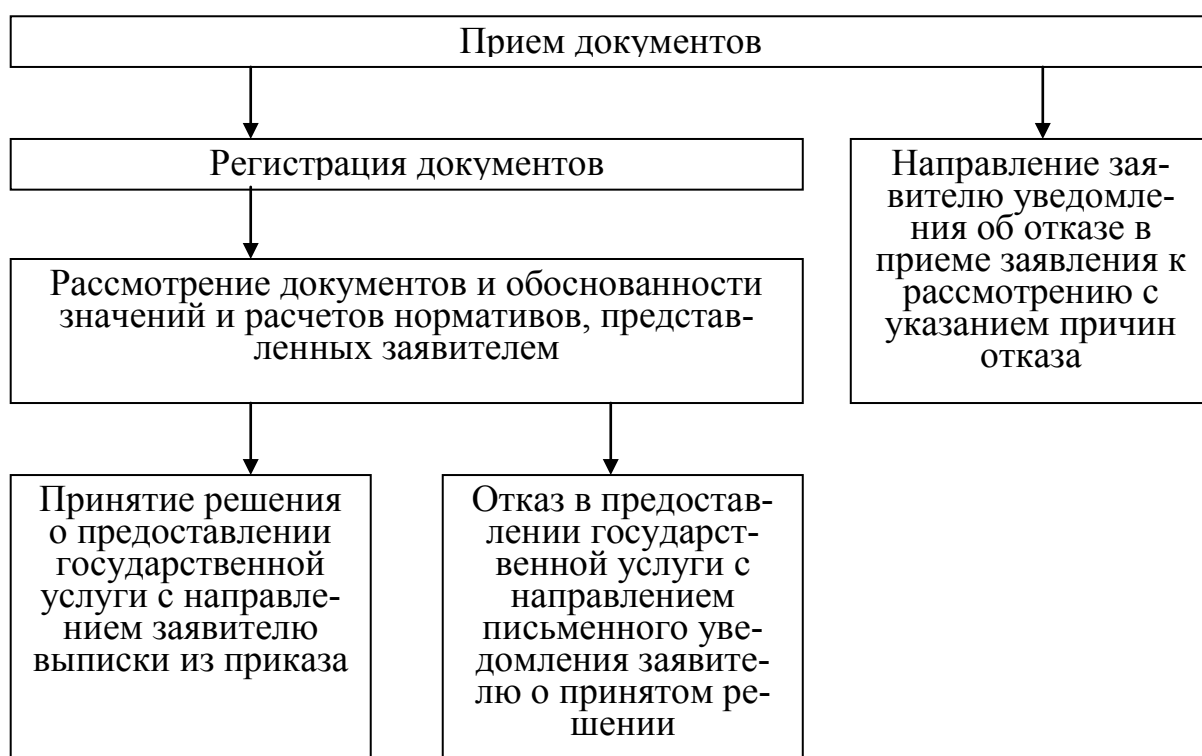 Прием документов
Регистрация документов
Направление зая-
вителю уведомле-
ния об отказе в
приеме заявления к
рассмотрению с
указанием причин
отказа
Рассмотрение документов и обоснованности
значений и расчетов нормативов, представ-
ленных заявителем
Принятие решения
о предоставлении
государственной
услуги с направле-
нием заявителю
выписки из приказа
Отказ в предостав-
лении государст-
венной услуги с
направлением
письменного уве-
домления заявите-
лю о принятом ре-
шении